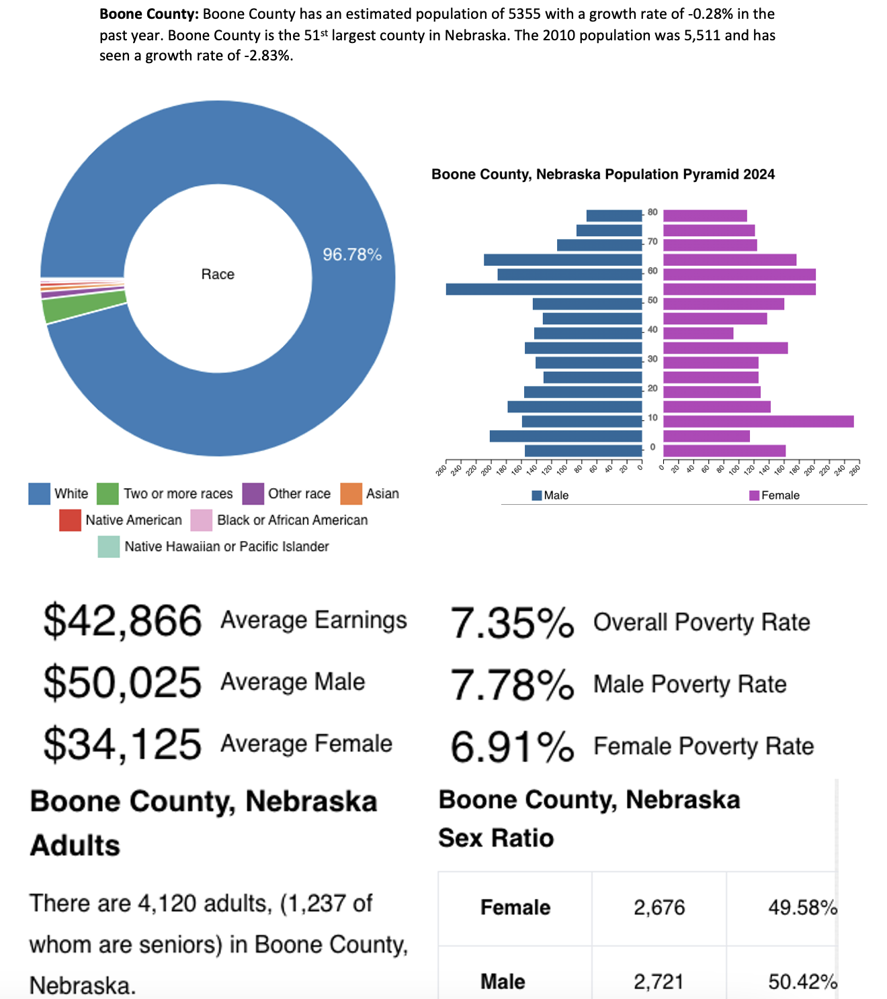 Boone County: Boone County has an estimated population of 5355 with a growth rate of -0.28% in the
past year. Boone County is the 51st largest county in Nebraska. The 2010 population was 5,511 and has
seen a growth rate of -2.83%.
96.78%
Race
White Two or more races Other race Asian
Native American Black or African American
Native Hawaiian or Pacific Islander
Boone County, Nebraska Population Pyramid 2024
80
70
60
50
40
30
20
10
0
260 240 220 200 180 160 140 120 100 80 60 40 20 0 0 20 40 60 80 100 120 140 160 180 200 220 240 260
Male Female
$42,866 Average Earnings
$50,025 Average Male
$34,125 Average Female
7.35% Overall Poverty Rate
7.78% Male Poverty Rate
6.91% Female Poverty Rate
Boone County, Nebraska
Adults
There are 4,120 adults, (1,237 of
whom are seniors) in Boone County,
Nebraska.
Boone County, Nebraska
Sex Ratio
Female 2,676 49.58%
Male 2,721 50.42%